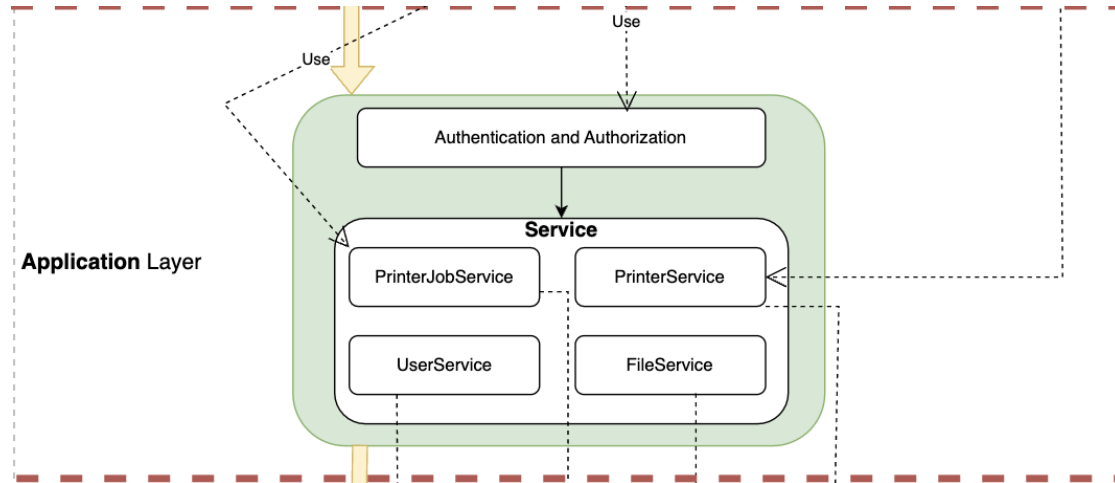 Use
Use
Authentication and Authorization
Service
PrinterJobService
PrinterService
Application Layer
UserService
FileService